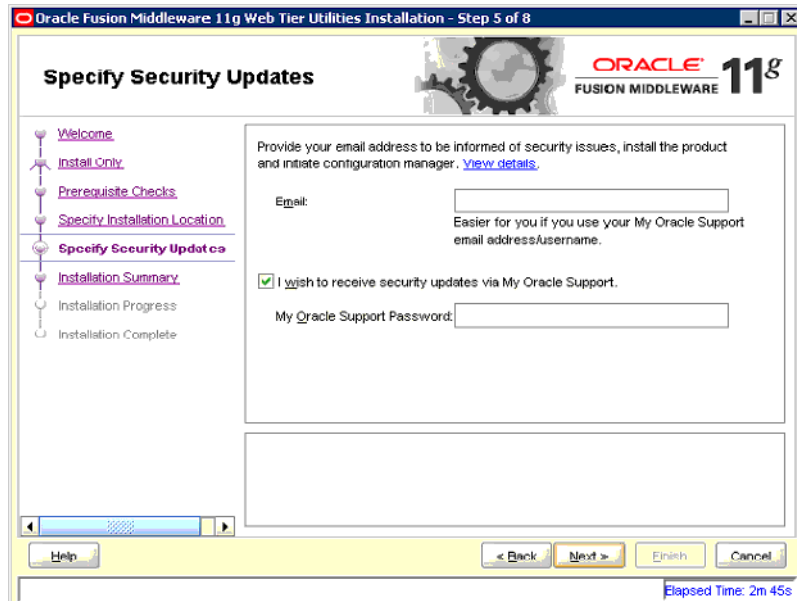 Oracle Fusion Middleware 11g Web Tier Utilities Installation - Step 5 of 8
Specify Security Updates
ORACLE
FUSION MIDDLEWARE
11g
Welcome
Install Only
Prerequisite Checks
Specify Installation Location
Specify Security Updates
Installation Summary
Installation Progress
Installation Complete
Provide your email address to be informed of security issues, install the product
and initiate configuration manager. View details.
Email:
Easier for you if you use your My Oracle Support
email address/username.
I wish to receive security updates via My Oracle Support.
My Oracle Support Password:
Help
< Back
Next >
Finish
Cancel
Elapsed Time: 2m 45s